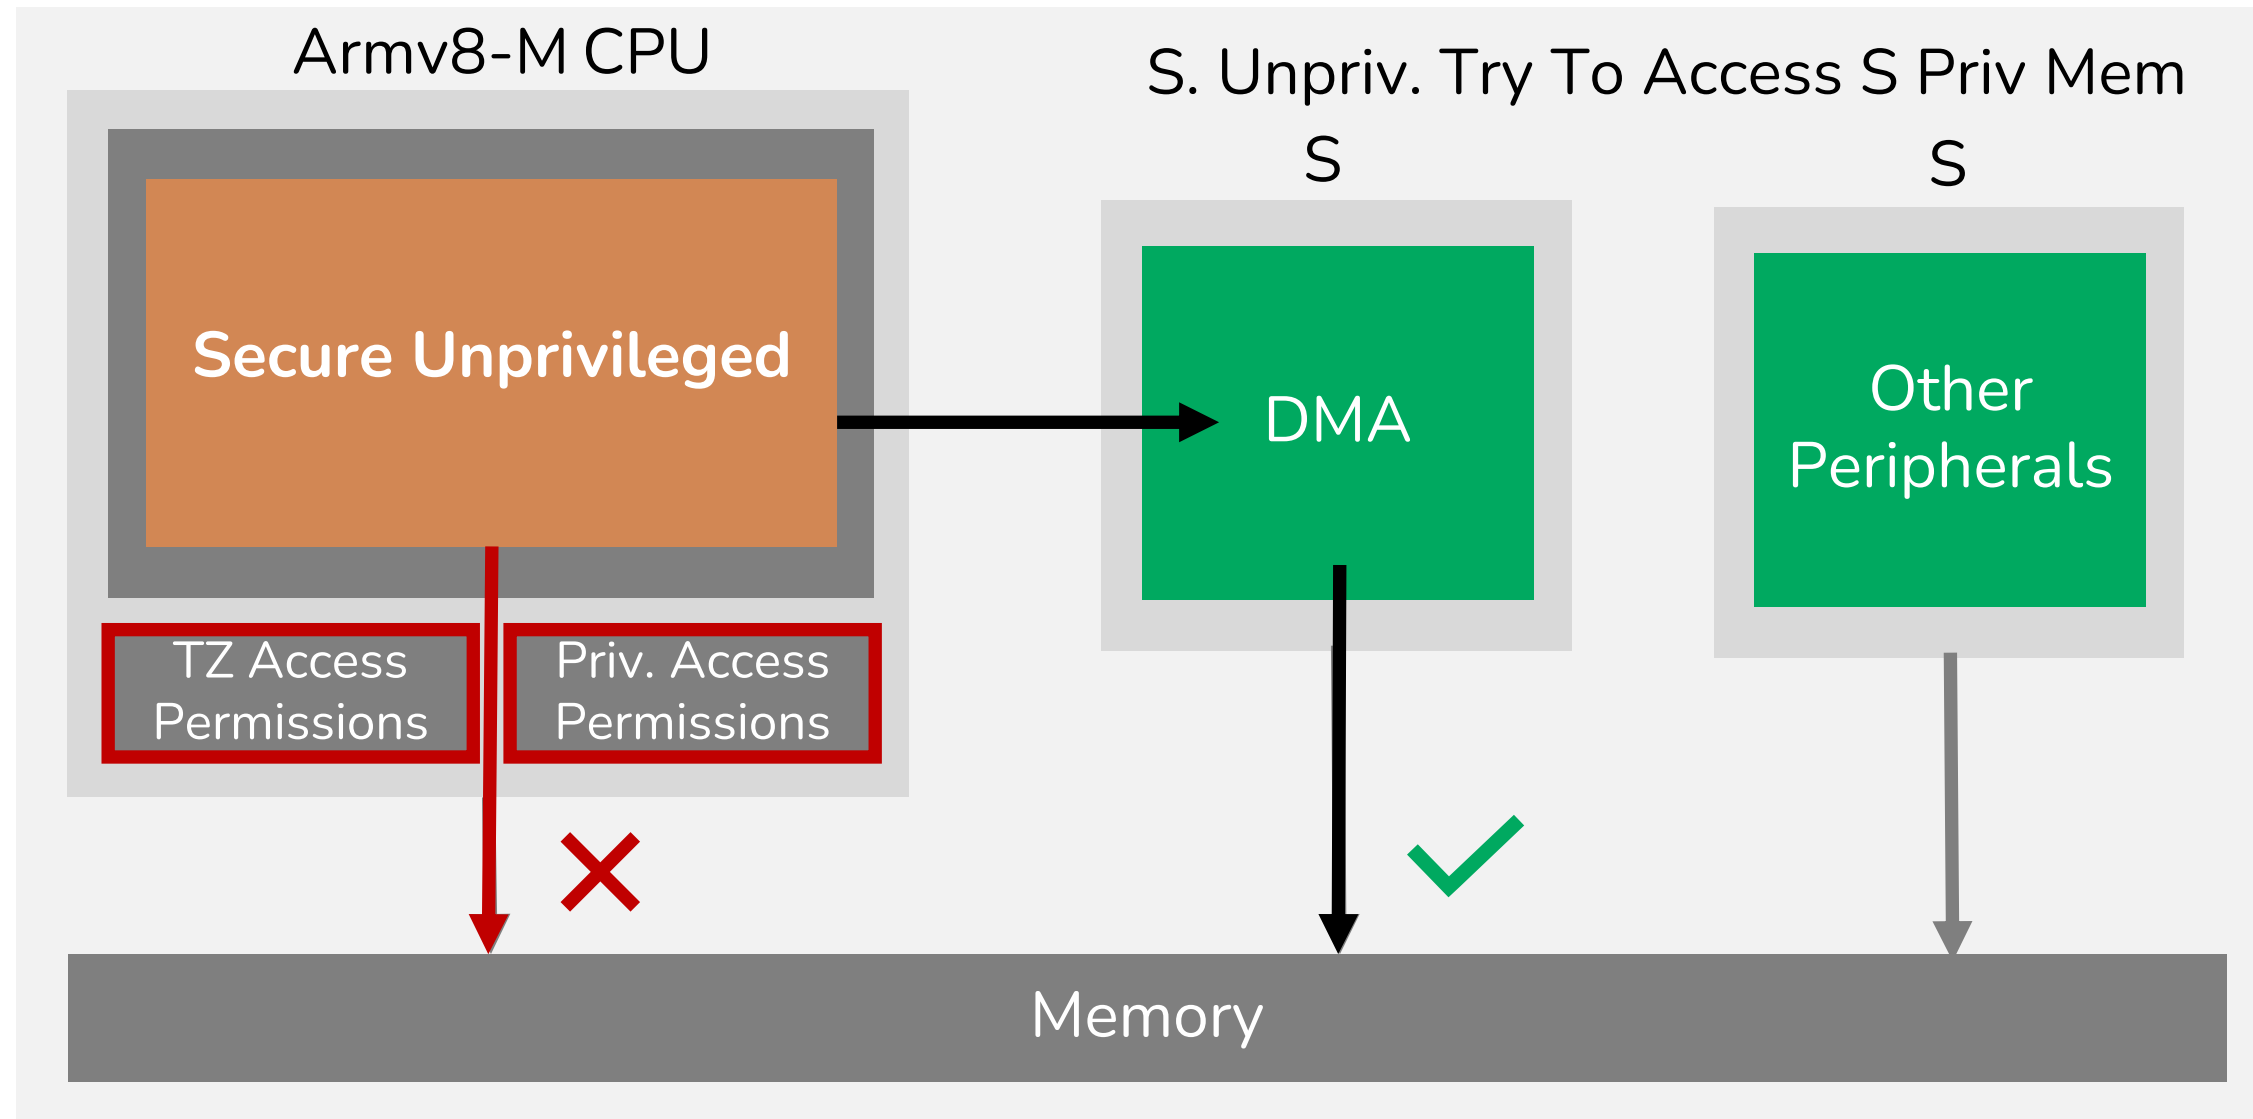 Armv8-M CPU
S. Unpriv. Try To Access S Priv Mem
S
S
Secure Unprivileged
DMA
Other
Peripherals
TZ Access
Permissions
Priv. Access
Permissions
Memory